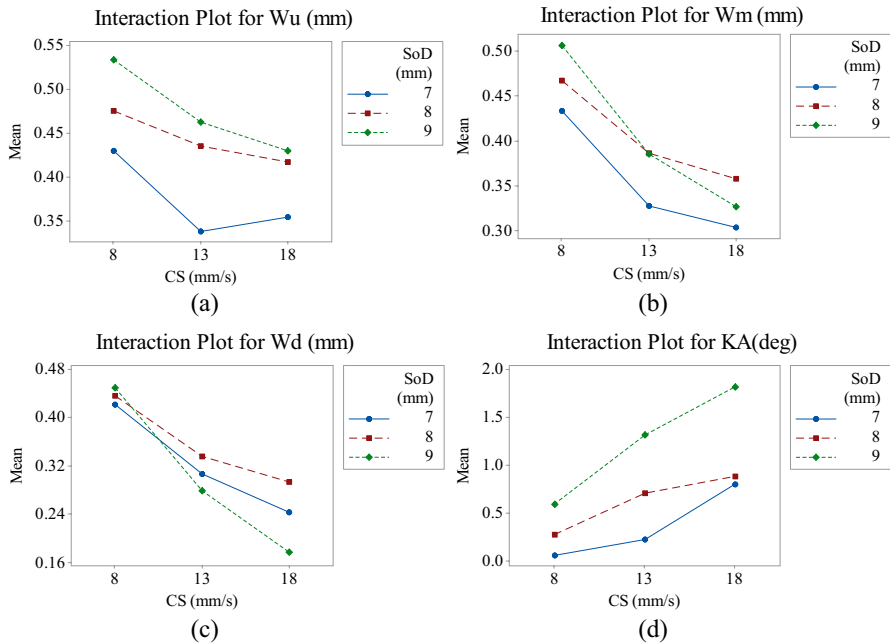 Interaction Plot for Wu (mm)
0.55
0.50
0.45
0.40
0.35
Mean
8
13
18
CS (mm/s)
SoD
(mm)
7
8
9
(a)
Interaction Plot for Wm (mm)
0.50
0.45
0.40
0.35
0.30
Mean
8
13
18
CS (mm/s)
SoD
(mm)
7
8
9
(b)
Interaction Plot for Wd (mm)
0.48
0.40
0.32
0.24
0.16
Mean
8
13
18
CS (mm/s)
SoD
(mm)
7
8
9
(c)
Interaction Plot for KA(deg)
2.0
1.5
1.0
0.5
0.0
Mean
8
13
18
CS (mm/s)
SoD
(mm)
7
8
9
(d)